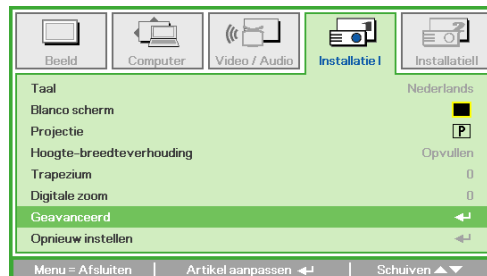 Beeld Computer Video / Audio Installatie I InstallatieII
Taal Nederlands
Blanco scherm
Projectie P
Hoogte-breedteverhouding Opvullen
Trapezium 0
Digitale zoom 0
Geavanceerd
Opnieuw instellen
Menu = Afsluiten Artikel aanpassen Schuiven